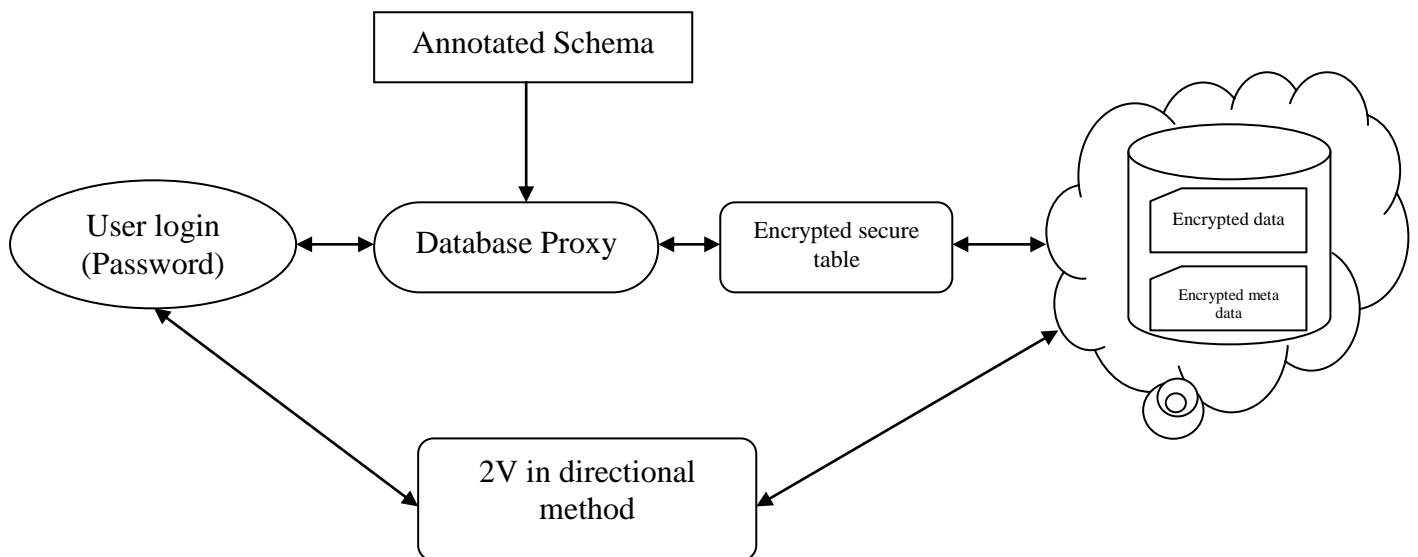 Annotated Schema
User login
(Password)
Database Proxy
Encrypted secure
table
Encrypted data
Encrypted meta
data
2V in directional
method